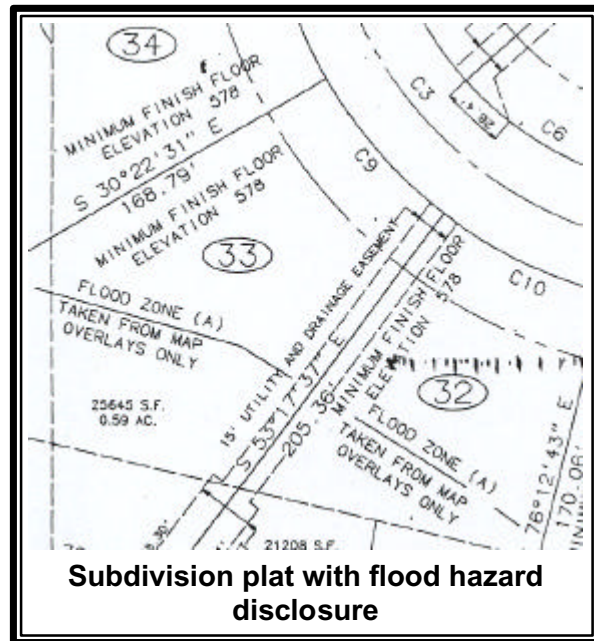 34
MINIMUM FINISH FLOOR
ELEVATION 578
S 30°22'31" E
168.79'
MINIMUM FINISH FLOOR
ELEVATION 578
33
FLOOD ZONE (A)
TAKEN FROM MAP
OVERLAYS ONLY
25645 S.F.
0.59 AC.
15' UTILITY AND DRAINAGE EASEMENT
S 53°17'37" E
205.36'
MINIMUM FINISH FLOOR
ELEVATION 578
32
FLOOD ZONE (A)
TAKEN FROM MAP
OVERLAYS ONLY
21208 S.F.
C9
C3
C6
C10
76°12'43" E
170.06'
Subdivision plat with flood hazard
disclosure